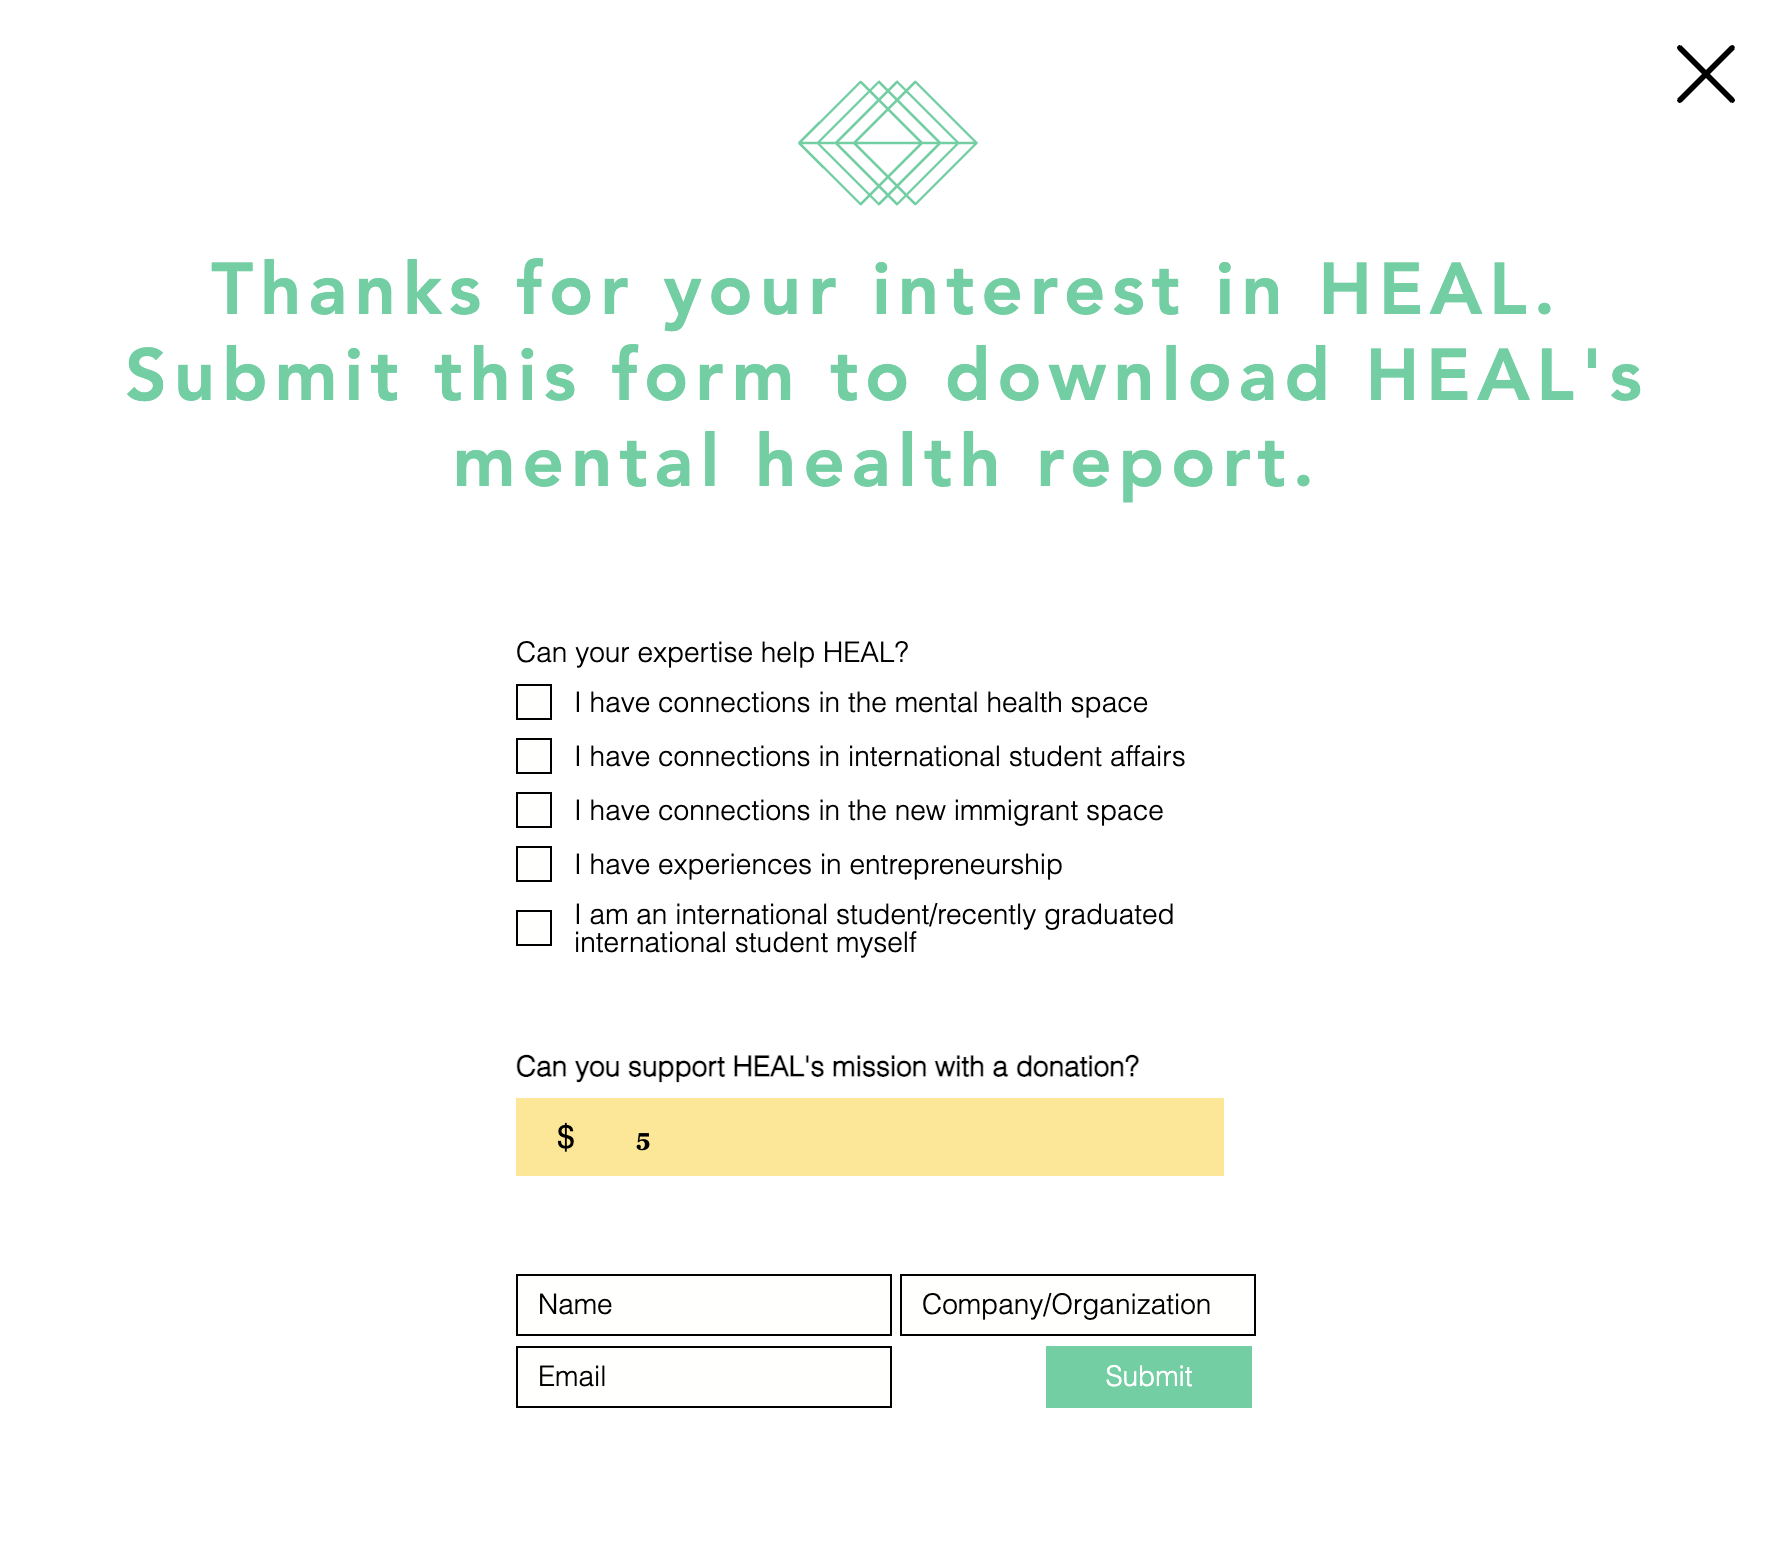 Thanks for your interest in HEAL.
Submit this form to download HEAL's
mental health report.
Can your expertise help HEAL?
I have connections in the mental health space
I have connections in international student affairs
I have connections in the new immigrant space
I have experiences in entrepreneurship
I am an international student/recently graduated
international student myself
Can you support HEAL's mission with a donation?
$ 5
Name Company/Organization
Email Submit